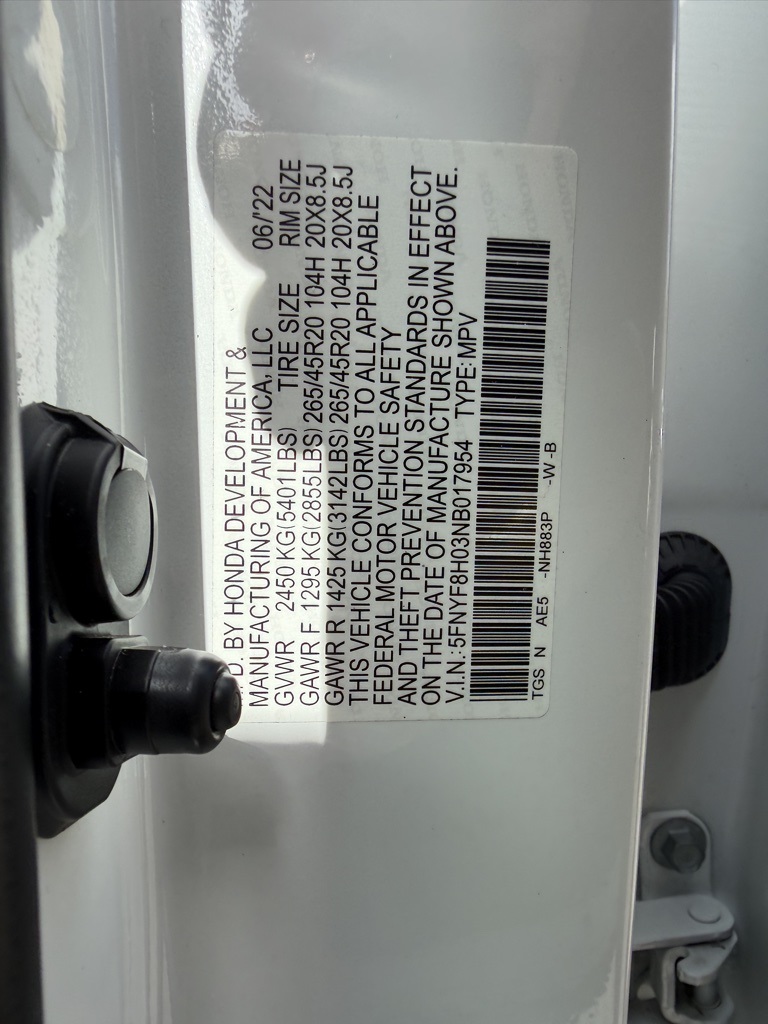 BY HONDA DEVELOPMENT &
MANUFACTURING OF AMERICA, LLC 06/'22
GVWR 2450 KG(5401LBS) TIRE SIZE RIM SIZE
GAWR F 1295 KG(2855LBS) 265/45R20 104H 20X8.5J
GAWR R 1425 KG(3142LBS) 265/45R20 104H 20X8.5J
THIS VEHICLE CONFORMS TO ALL APPLICABLE
FEDERAL MOTOR VEHICLE SAFETY
AND THEFT PREVENTION STANDARDS IN EFFECT
ON THE DATE OF MANUFACTURE SHOWN ABOVE.
V.I.N.: 5FNYF8H03NB017954 TYPE: MPV
TGS N AE5 -NH883P -W -B